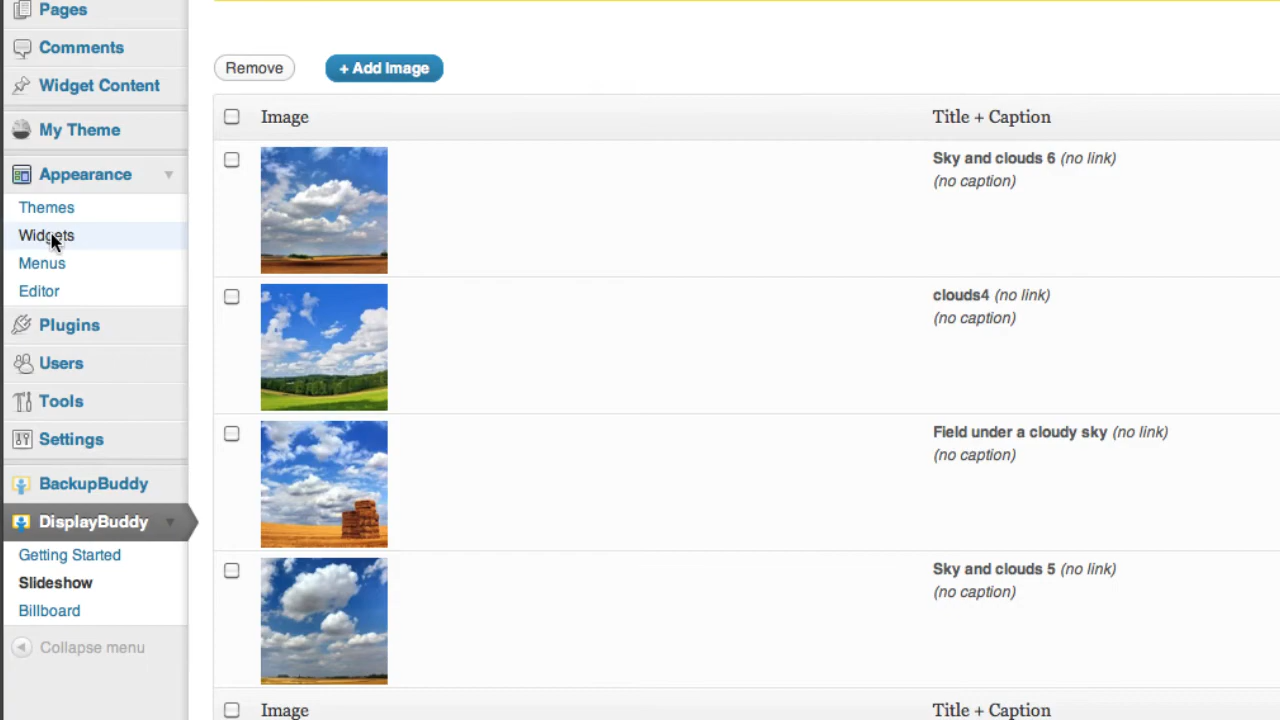 Pages
Comments
Widget Content
My Theme
Appearance
Themes
Widgets
Menus
Editor
Plugins
Users
Tools
Settings
BackupBuddy
DisplayBuddy
Getting Started
Slideshow
Billboard
Collapse menu
Remove + Add Image
Image Title + Caption
Sky and clouds 6 (no link)
(no caption)
clouds4 (no link)
(no caption)
Field under a cloudy sky (no link)
(no caption)
Sky and clouds 5 (no link)
(no caption)
Image Title + Caption